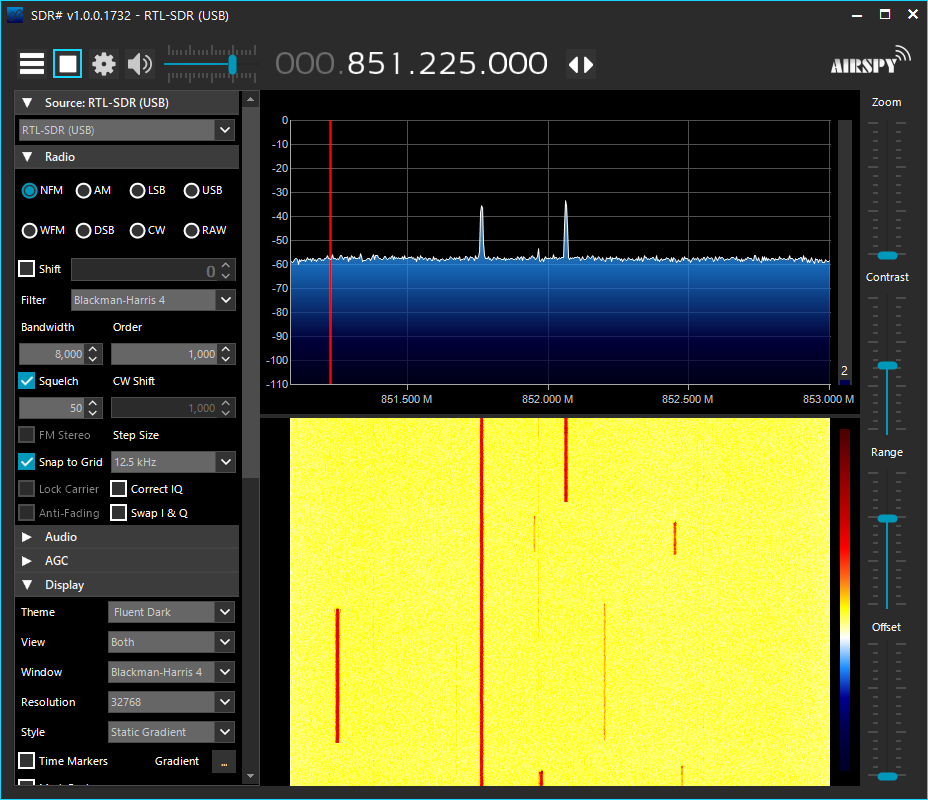 SDR# v1.0.0.1732 - RTL-SDR (USB)
000.851.225.000
AIRSPY
Source: RTL-SDR (USB)
RTL-SDR (USB)
Radio
NFM AM LSB USB
WFM DSB CW RAW
Shift 0
Filter Blackman-Harris 4
Bandwidth Order
8,000 1,000
Squelch CW Shift
50 1,000
FM Stereo Step Size
Snap to Grid 12.5 kHz
Lock Carrier Correct IQ
Anti-Fading Swap I & Q
Audio
AGC
Display
Theme Fluent Dark
View Both
Window Blackman-Harris 4
Resolution 32768
Style Static Gradient
Time Markers Gradient ...
0
-10
-20
-30
-40
-50
-60
-70
-80
-90
-100
-110
851.500 M 852.000 M 852.500 M 853.000 M
2
Zoom
Contrast
Range
Offset